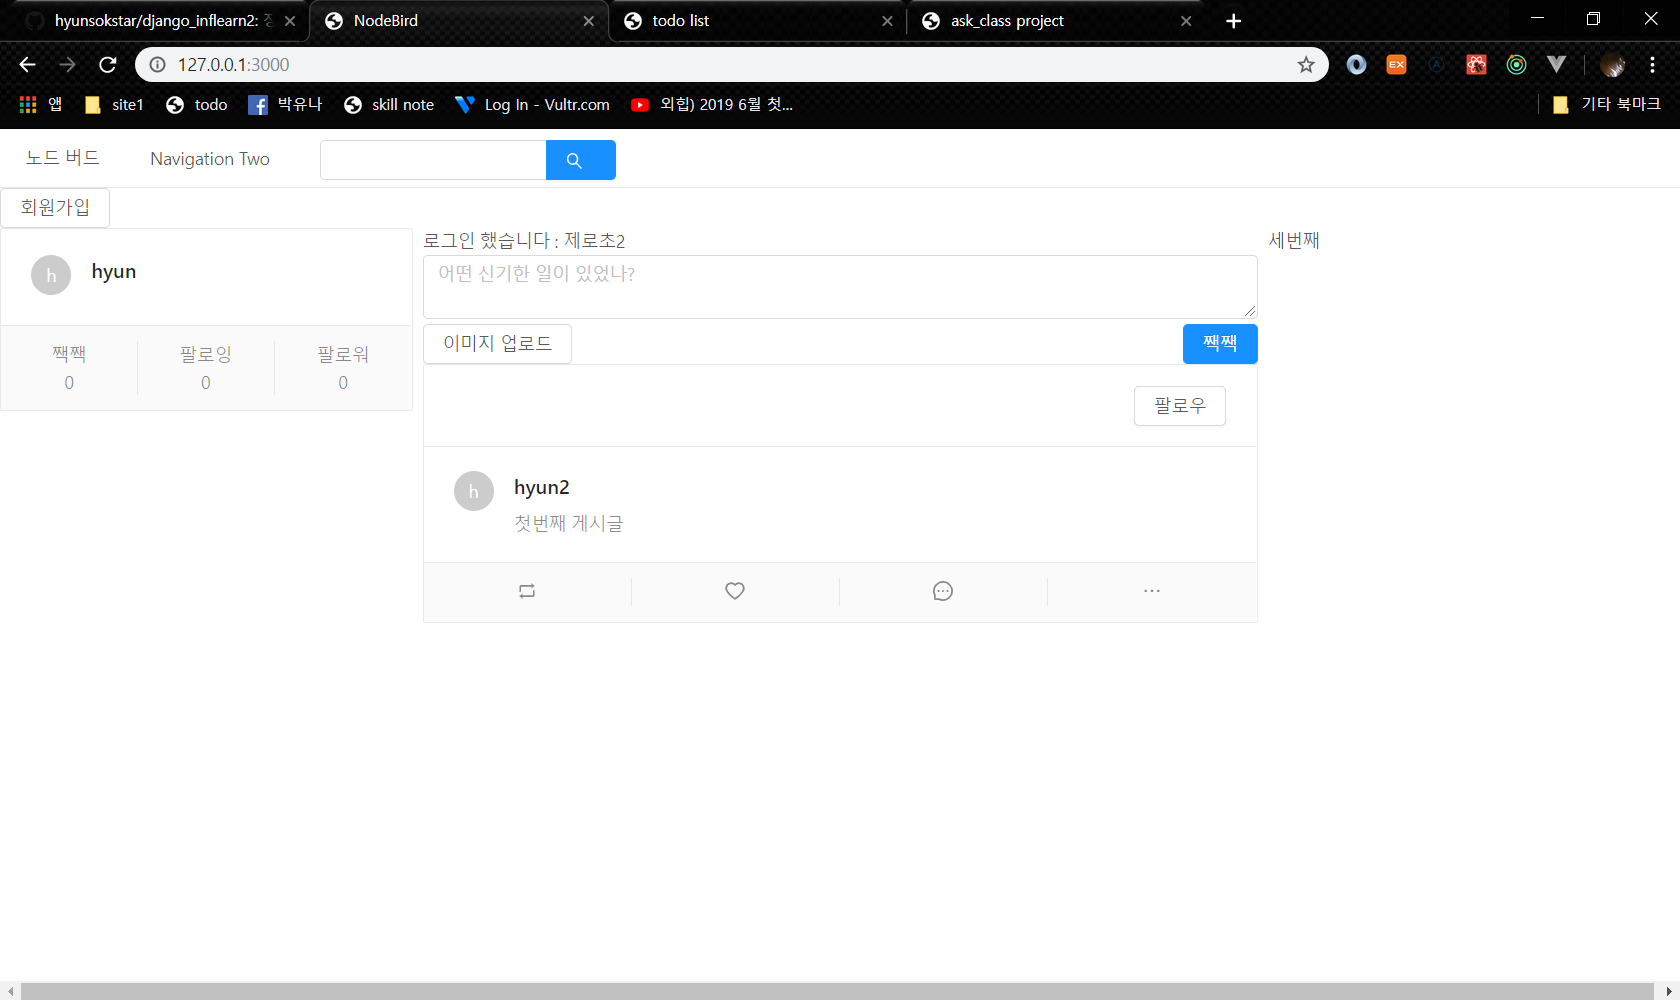 hyunsokstar/django_inflearn2:
NodeBird
todo list
ask_class project
127.0.0.1:3000
EX
앱
site1
todo
박유나
skill note
Log In - Vultr.com
외힙) 2019 6월 첫...
기타 북마크
노드 버드
Navigation Two
회원가입
h
hyun
짹짹
0
팔로잉
0
팔로워
0
로그인 했습니다 : 제로초2
어떤 신기한 일이 있었나?
이미지 업로드
짹짹
팔로우
h
hyun2
첫번째 게시글
세번째